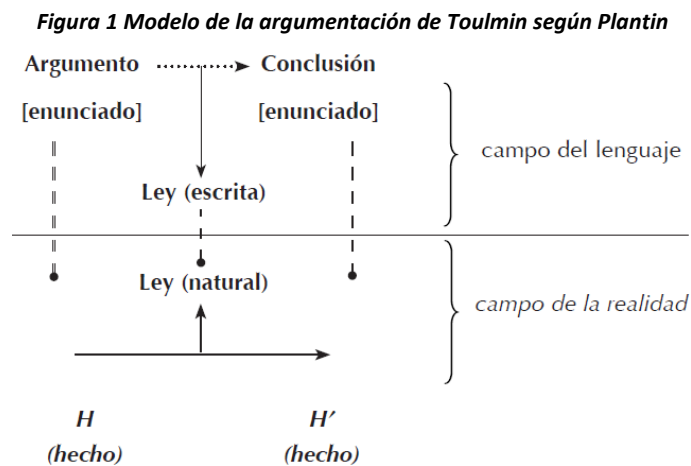 Figura 1 Modelo de la argumentación de Toulmin según Plantin
Argumento Conclusión
[enunciado] [enunciado]
campo del lenguaje
Ley (escrita)
Ley (natural)
campo de la realidad
H H′
(hecho) (hecho)